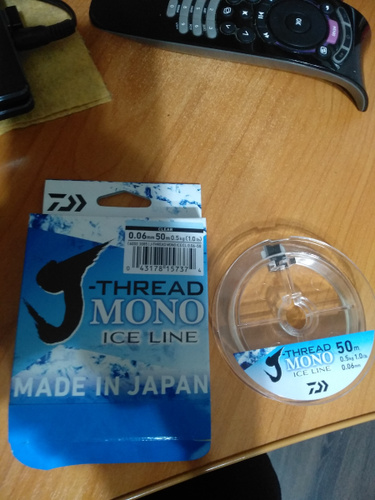 CLEAR
0.06mm 50m 0.5kg(1.0lb)
43178 15737
J-THREAD
MONO
ICE LINE
MADE IN JAPAN
J-THREAD 50m
MONO 0.5kg 1.0Lb
ICE LINE 0.06mm
OK